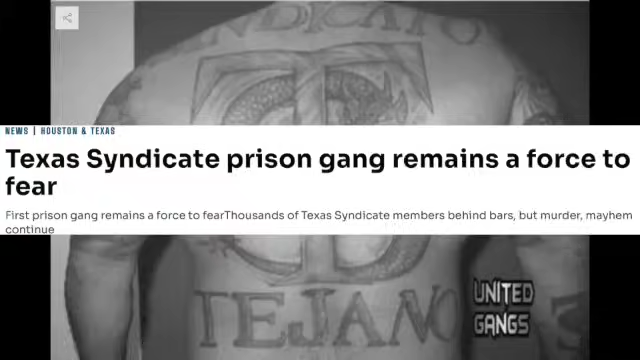 INDICATO
NEWS | HOUSTON & TEXAS
Texas Syndicate prison gang remains a force to
fear
First prison gang remains a force to fearThousands of Texas Syndicate members behind bars, but murder, mayhem
continue
TEJANO
UNITED
GANGS